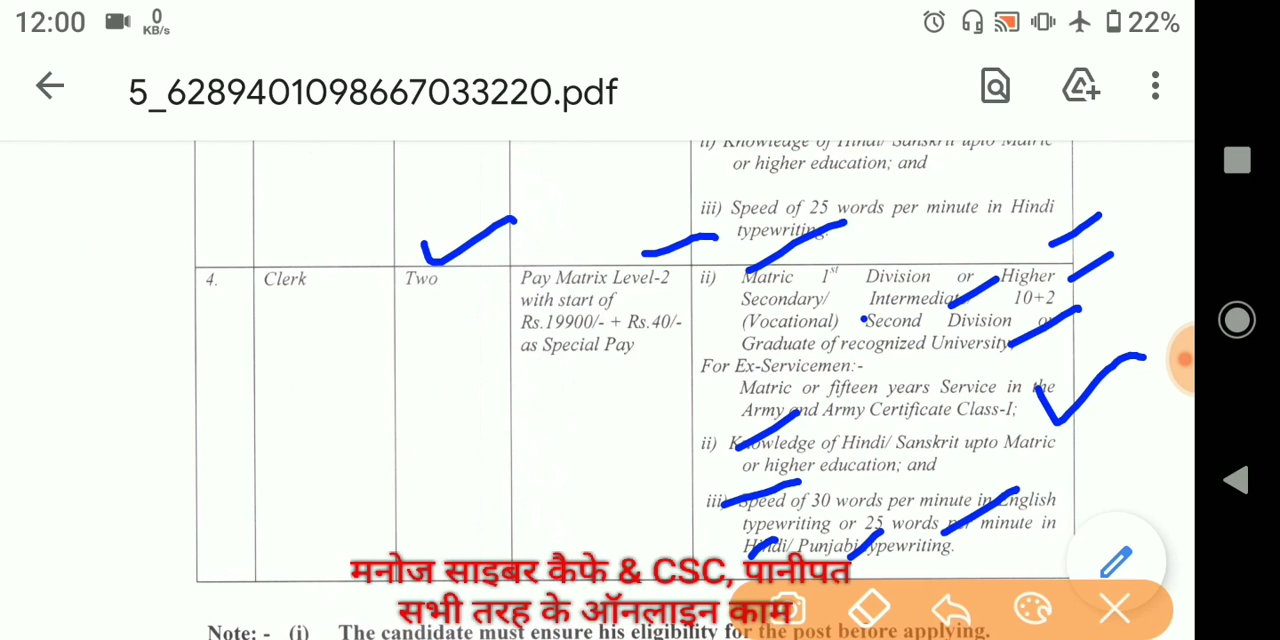 12:00 0 KB/s 22%
5_6289401098667033220.pdf
ii) Knowledge of Hindi/ Sanskrit upto Matric
or higher education; and
iii) Speed of 25 words per minute in Hindi
typewriting.
4. Clerk Two Pay Matrix Level-2 ii) Matric 1st Division or Higher
with start of Secondary/ Intermediate 10+2
Rs.19900/- + Rs.40/- (Vocational) Second Division or
as Special Pay Graduate of recognized University
For Ex-Servicemen:-
Matric or fifteen years Service in the
Army and Army Certificate Class-I;
ii) Knowledge of Hindi/ Sanskrit upto Matric
or higher education; and
iii) Speed of 30 words per minute in English
typewriting or 25 words per minute in
Hindi/ Punjabi typewriting.
मनोज साइबर कैफे & CSC, पानीपत
सभी तरह के ऑनलाइन काम
Note: - (i) The candidate must ensure his eligibility for the post before applying.